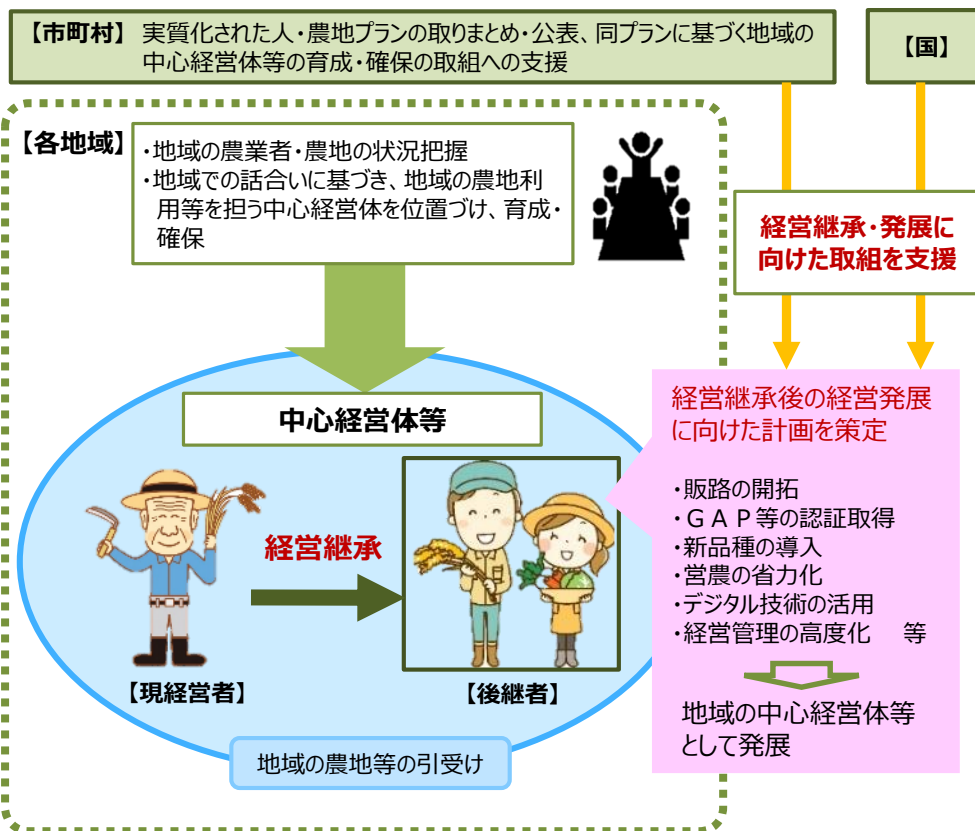 【市町村】 実質化された人・農地プランの取りまとめ・公表、同プランに基づく地域の
中心経営体等の育成・確保の取組への支援
【国】
【各地域】
・地域の農業者・農地の状況把握
・地域での話合いに基づき、地域の農地利
用等を担う中心経営体を位置づけ、育成・
確保
経営継承・発展に
向けた取組を支援
中心経営体等
経営継承
【現経営者】
【後継者】
地域の農地等の引受け
経営継承後の経営発展
に向けた計画を策定
・販路の開拓
・ＧＡＰ等の認証取得
・新品種の導入
・営農の省力化
・デジタル技術の活用
・経営管理の高度化　等
地域の中心経営体等
として発展